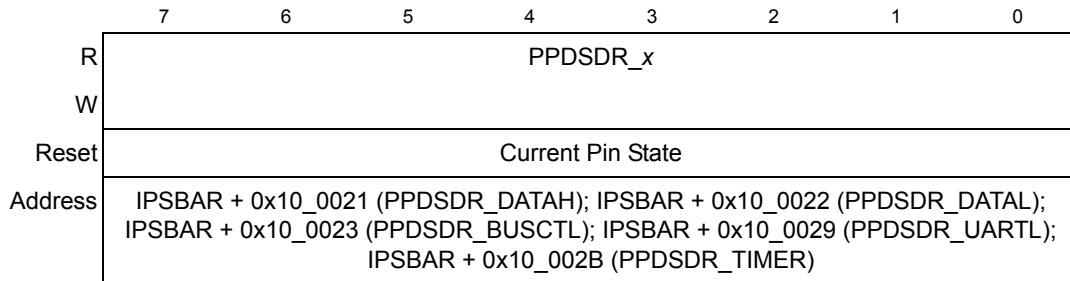 7 6 5 4 3 2 1 0
R PPDSDR_x
W
Reset Current Pin State
Address IPSBAR + 0x10_0021 (PPDSDR_DATAH); IPSBAR + 0x10_0022 (PPDSDR_DATAL);
IPSBAR + 0x10_0023 (PPDSDR_BUSCTL); IPSBAR + 0x10_0029 (PPDSDR_UARTL);
IPSBAR + 0x10_002B (PPDSDR_TIMER)